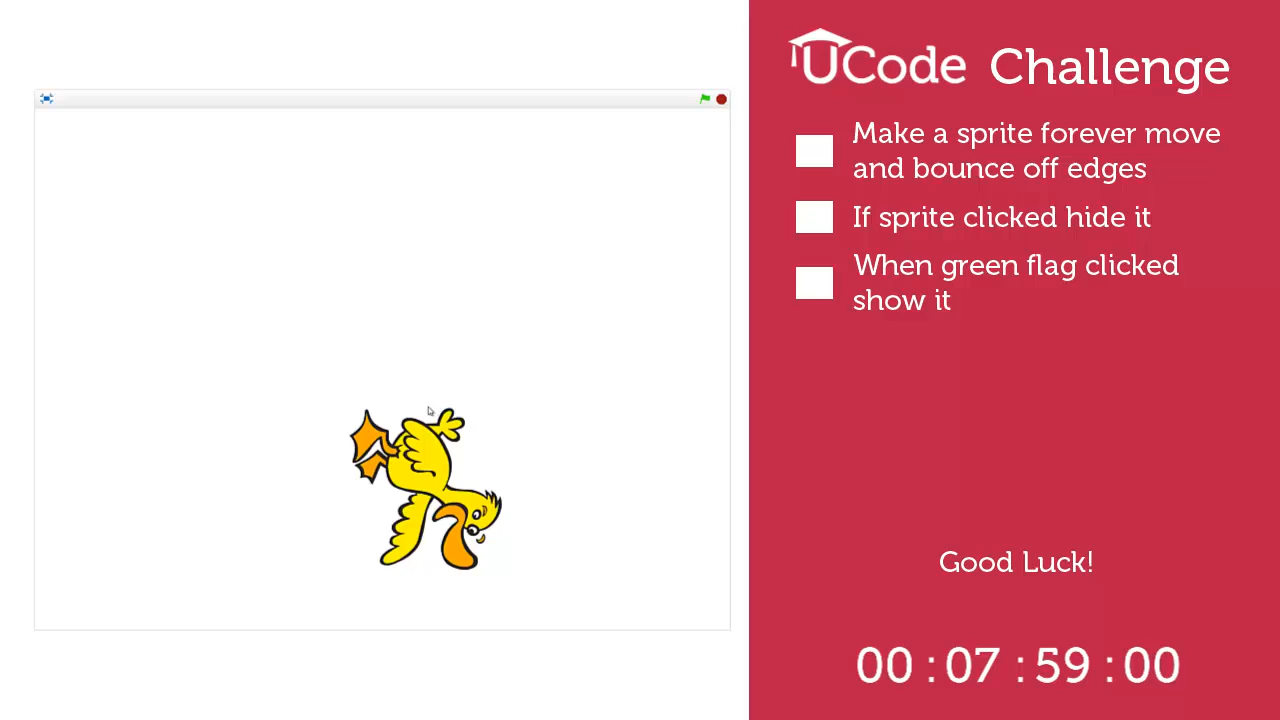 UCode Challenge
Make a sprite forever move
and bounce off edges
If sprite clicked hide it
When green flag clicked
show it
Good Luck!
00 : 07 : 59 : 00